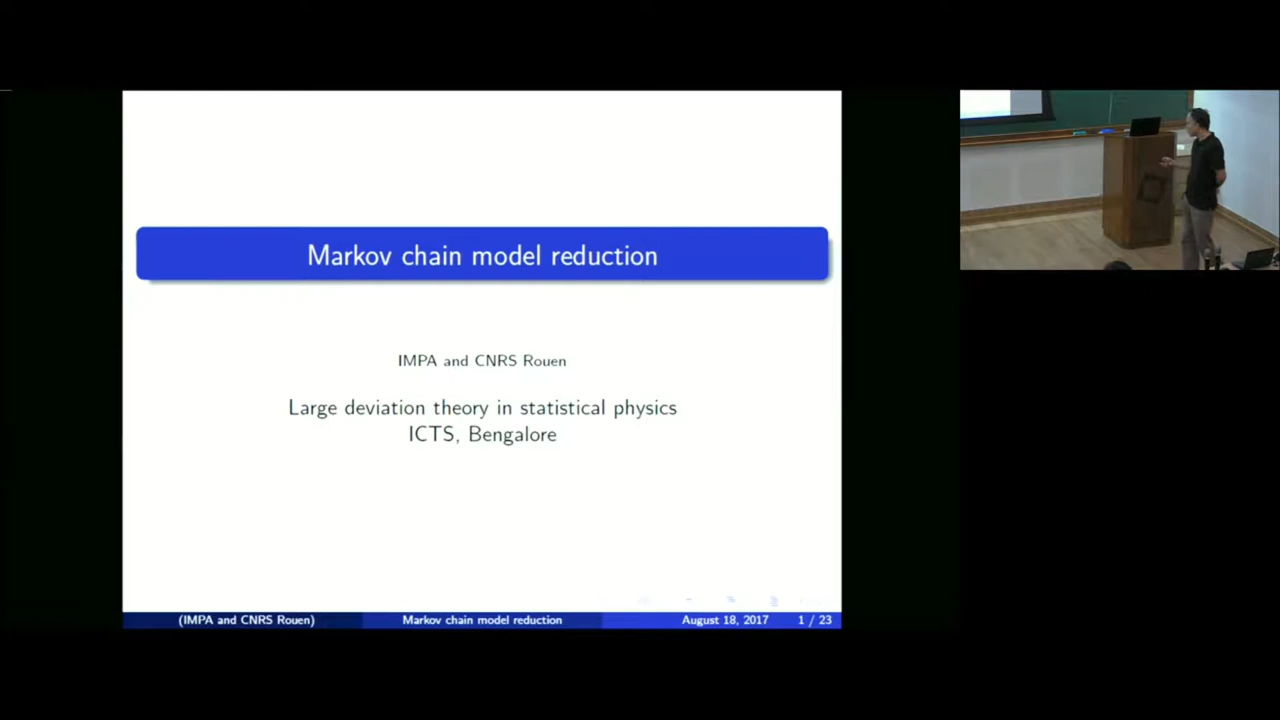 Markov chain model reduction
IMPA and CNRS Rouen
Large deviation theory in statistical physics
ICTS, Bengalore
(IMPA and CNRS Rouen)
Markov chain model reduction
August 18, 2017
1 / 23